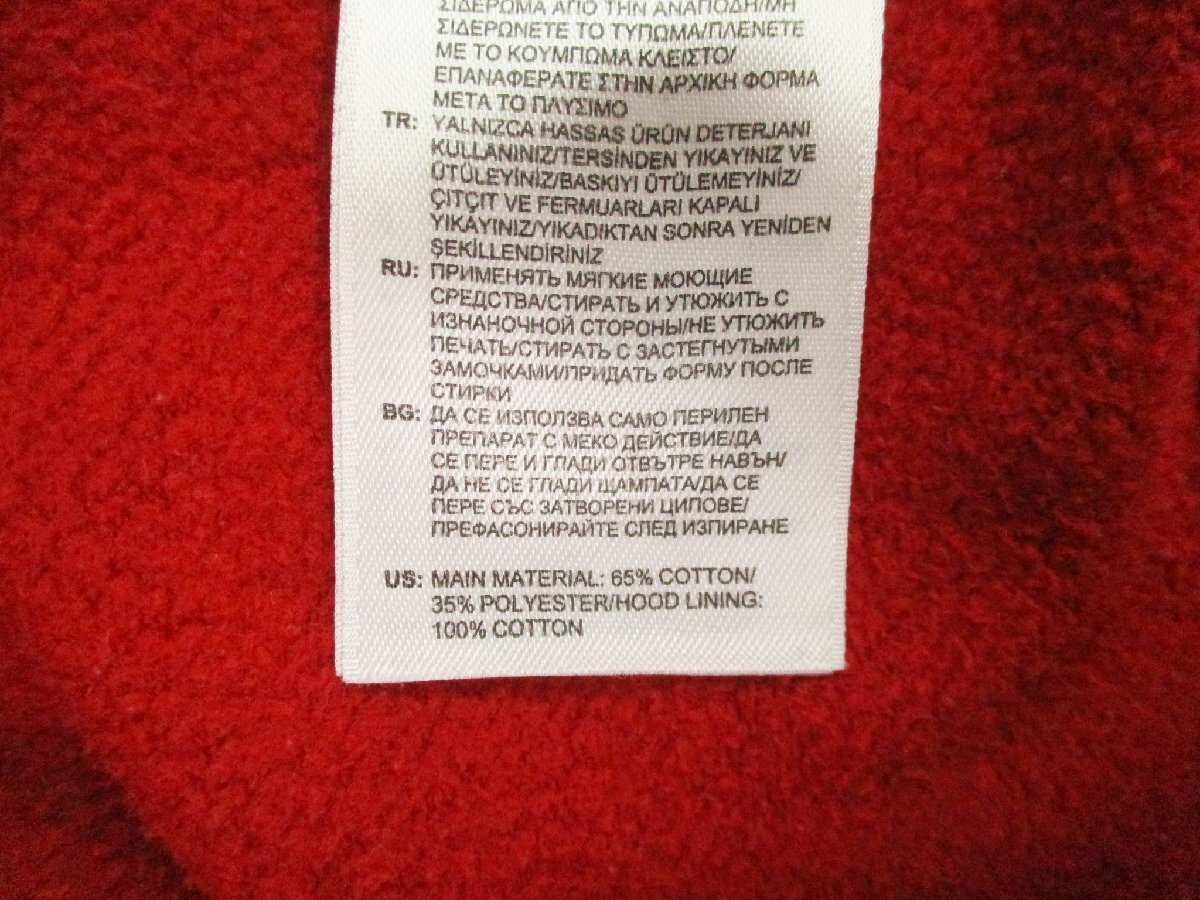 ΣΙΔΕΡΩΜΑ ΑΠΟ ΤΗΝ ΑΝΑΠΟΔΗ/ΜΗ
ΣΙΔΕΡΩΝΕΤΕ ΤΟ ΤΥΠΩΜΑ/ΠΛΕΝΕΤΕ
ΜΕ ΤΟ ΚΟΥΜΠΩΜΑ ΚΛΕΙΣΤΟ/
ΕΠΑΝΑΦΕΡΑΤΕ ΣΤΗΝ ΑΡΧΙΚΗ ΦΟΡΜΑ
ΜΕΤΑ ΤΟ ΠΛΥΣΙΜΟ
TR: YALNIZCA HASSAS ÜRÜN DETERJANI
KULLANINIZ/TERSİNDEN YIKAYINIZ VE
ÜTÜLEYİNİZ/BASKIYI ÜTÜLEMEYİNİZ/
ÇITÇIT VE FERMUARLARI KAPALI
YIKAYINIZ/YIKADIKTAN SONRA YENİDEN
ŞEKİLLENDİRİNİZ
RU: ПРИМЕНЯТЬ МЯГКИЕ МОЮЩИЕ
СРЕДСТВА/СТИРАТЬ И УТЮЖИТЬ С
ИЗНАНОЧНОЙ СТОРОНЫ/НЕ УТЮЖИТЬ
ПЕЧАТЬ/СТИРАТЬ С ЗАСТЕГНУТЫМИ
ЗАМОЧКАМИ/ПРИДАТЬ ФОРМУ ПОСЛЕ
СТИРКИ
BG: ДА СЕ ИЗПОЛЗВА САМО ПЕРИЛЕН
ПРЕПАРАТ С МЕКО ДЕЙСТВИЕ/ДА
СЕ ПЕРЕ И ГЛАДИ ОТВЪТРЕ НАВЪН/
ДА НЕ СЕ ГЛАДИ ЩАМПАТА/ДА СЕ
ПЕРЕ СЪС ЗАТВОРЕНИ ЦИПОВЕ/
ПРЕФАСОНИРАЙТЕ СЛЕД ИЗПИРАНЕ
US: MAIN MATERIAL: 65% COTTON/
35% POLYESTER/HOOD LINING:
100% COTTON